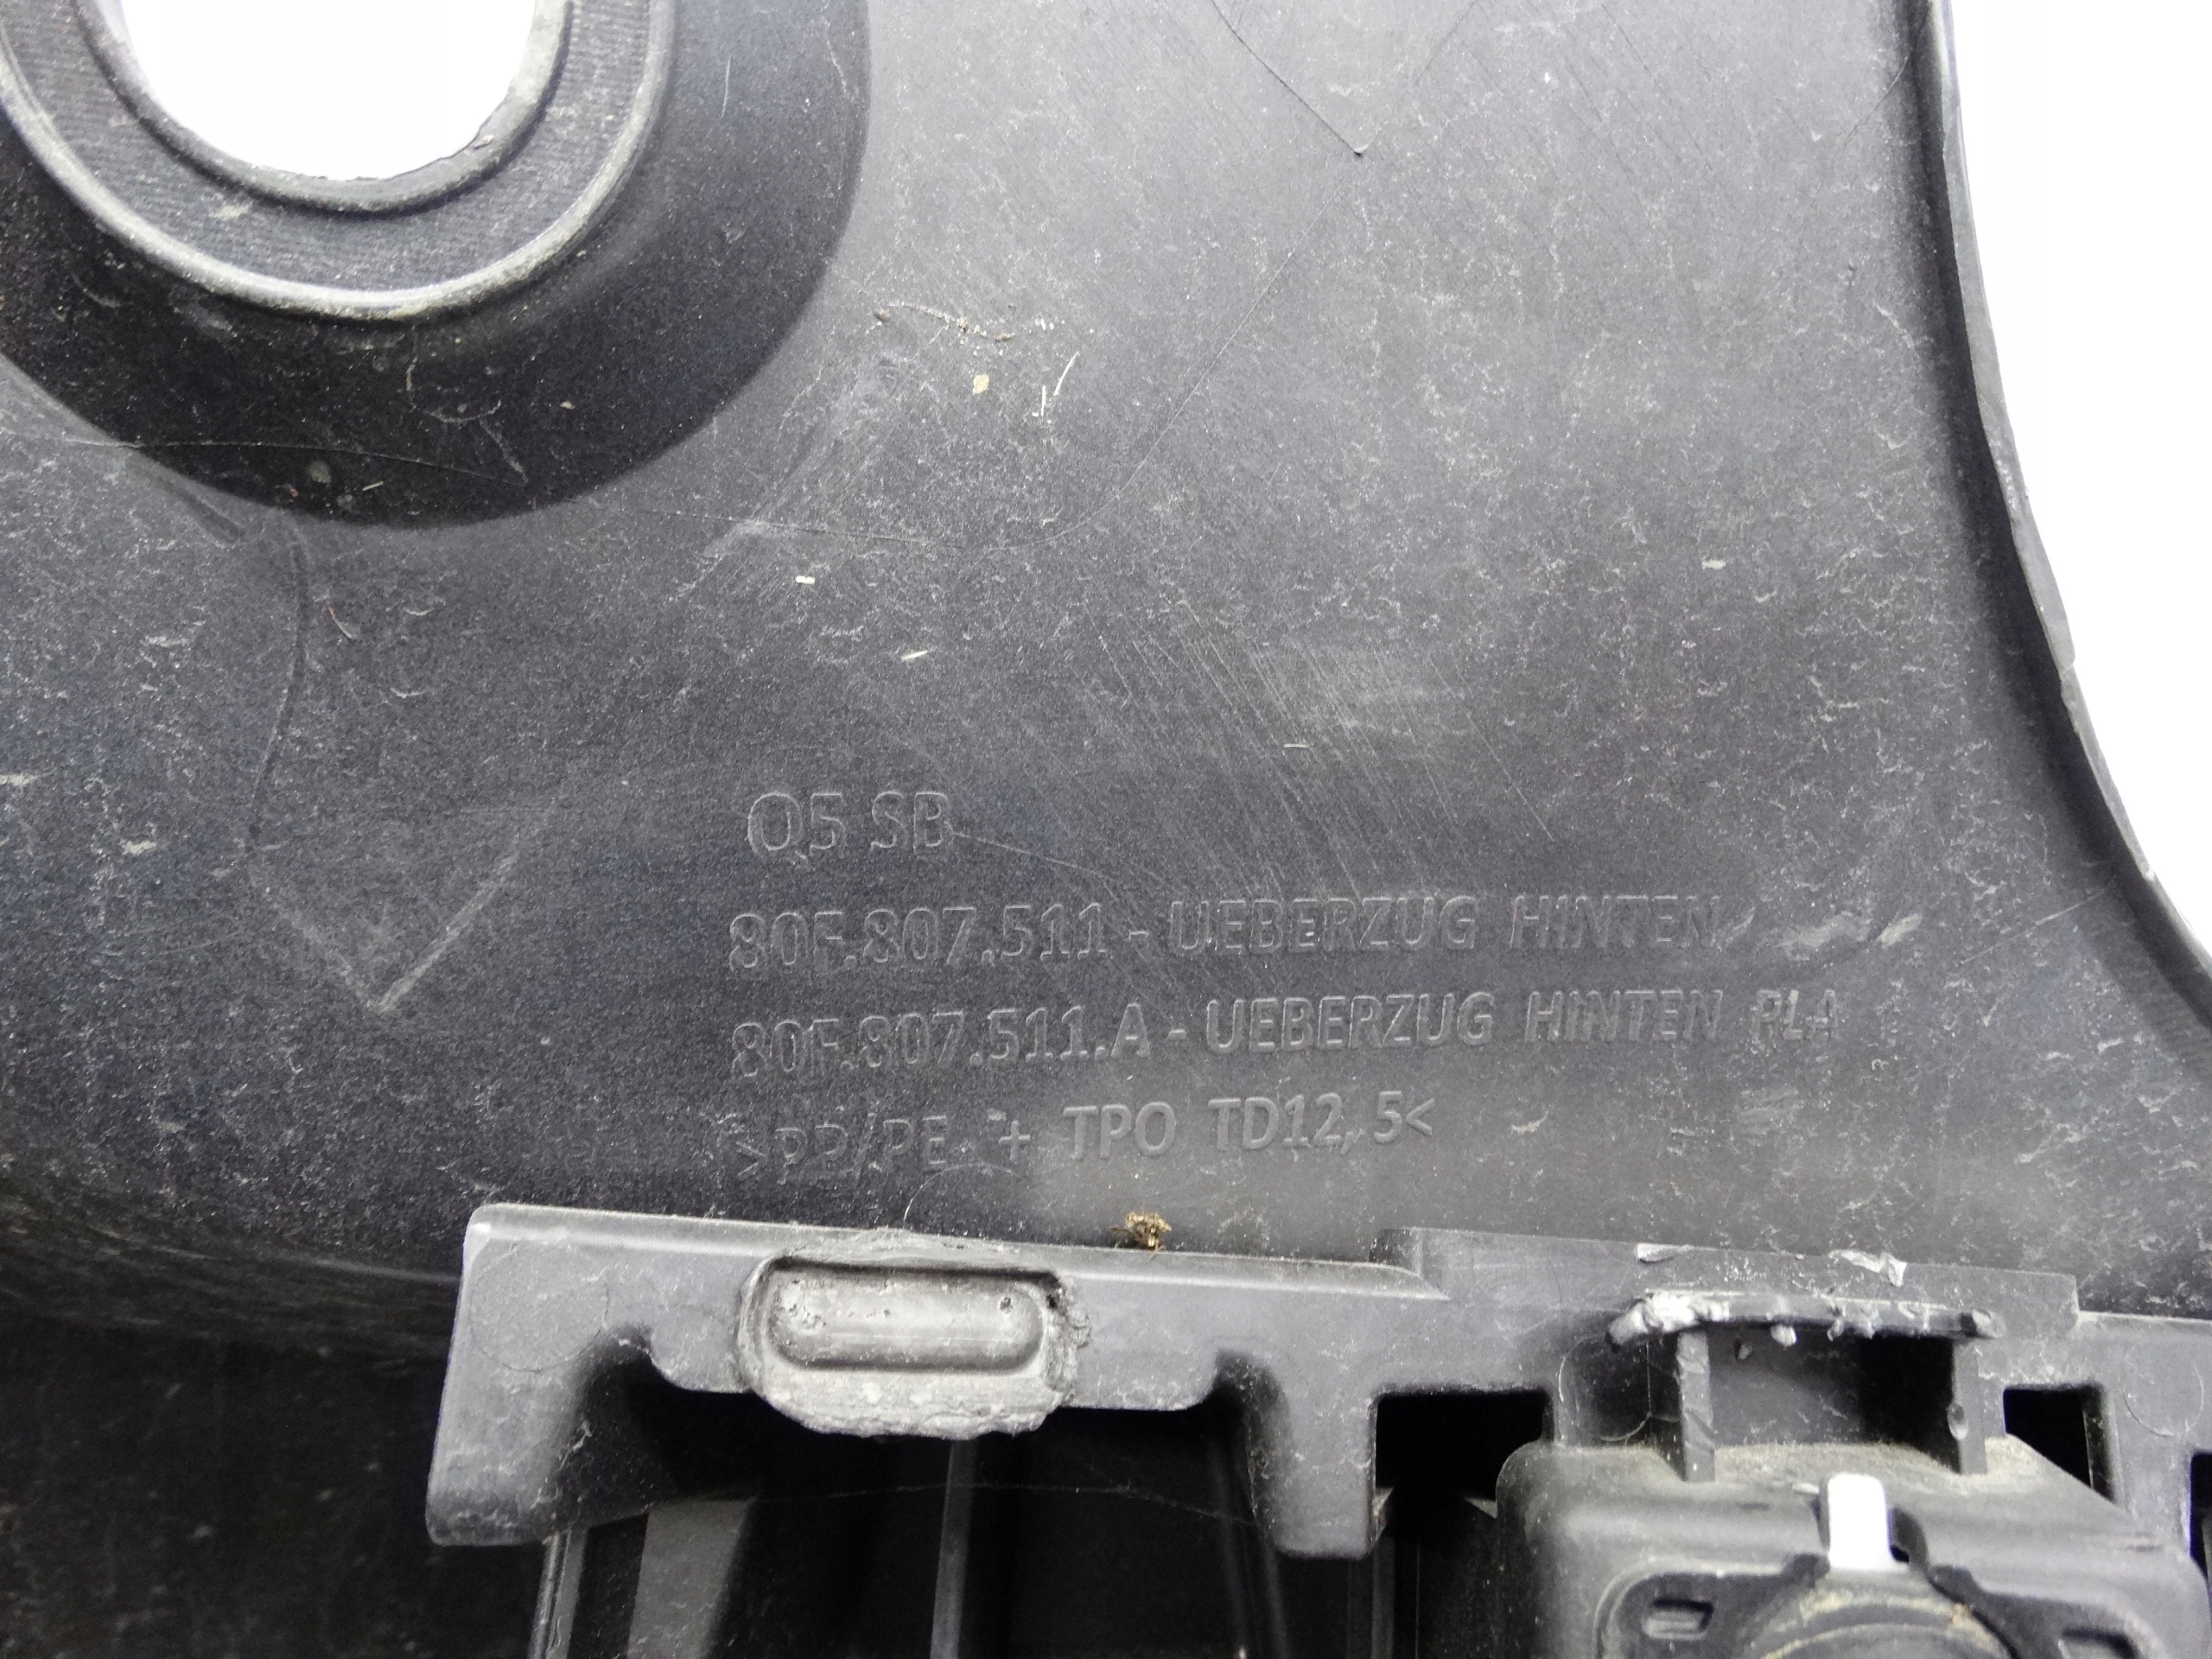 Q5 SB
80F.807.511 - UEBERZUG HINTEN
80F.807.511.A - UEBERZUG HINTEN PLA
>PP/PE + TPO TD12,5<